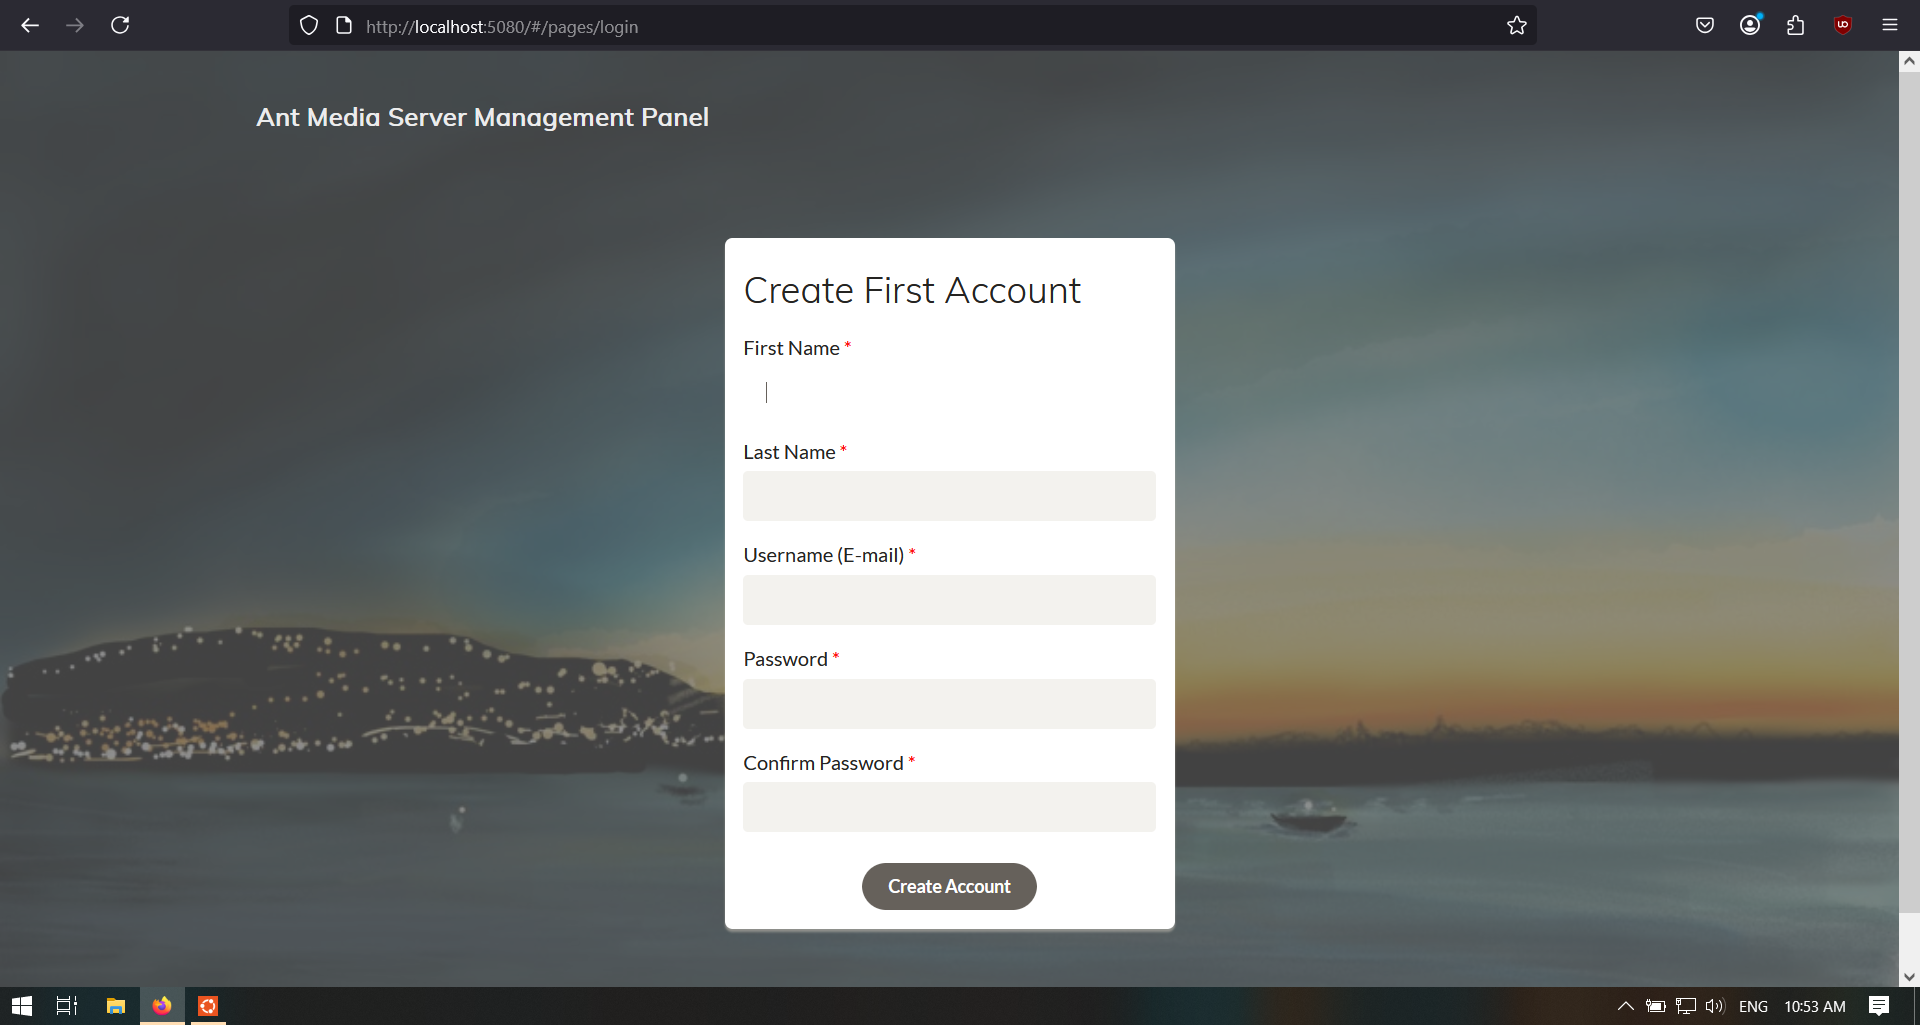 http://localhost:5080/#/pages/login
Ant Media Server Management Panel
Create First Account
First Name *
Last Name *
Username (E-mail) *
Password *
Confirm Password *
Create Account
ENG
10:53 AM